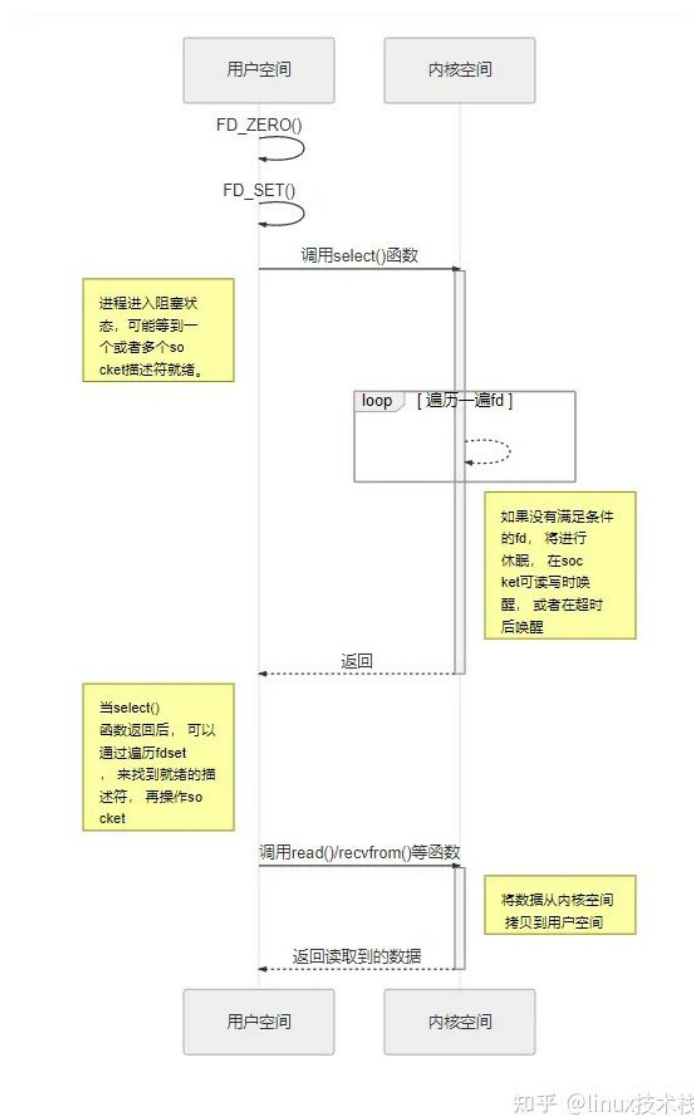 用户空间
内核空间
FD_ZERO()
FD_SET()
调用select()函数
进程进入阻塞状
态，可能等到一
个或者多个so
cket描述符就绪。
loop
[ 遍历一遍fd ]
如果没有满足条件
的fd， 将进行
休眠， 在soc
ket可读写时唤
醒， 或者在超时
后唤醒
返回
当select()
函数返回后， 可以
通过遍历fdset
， 来找到就绪的描
述符， 再操作so
cket
调用read()/recvfrom()等函数
将数据从内核空间
拷贝到用户空间
返回读取到的数据
用户空间
内核空间
知乎 @linux技术栈